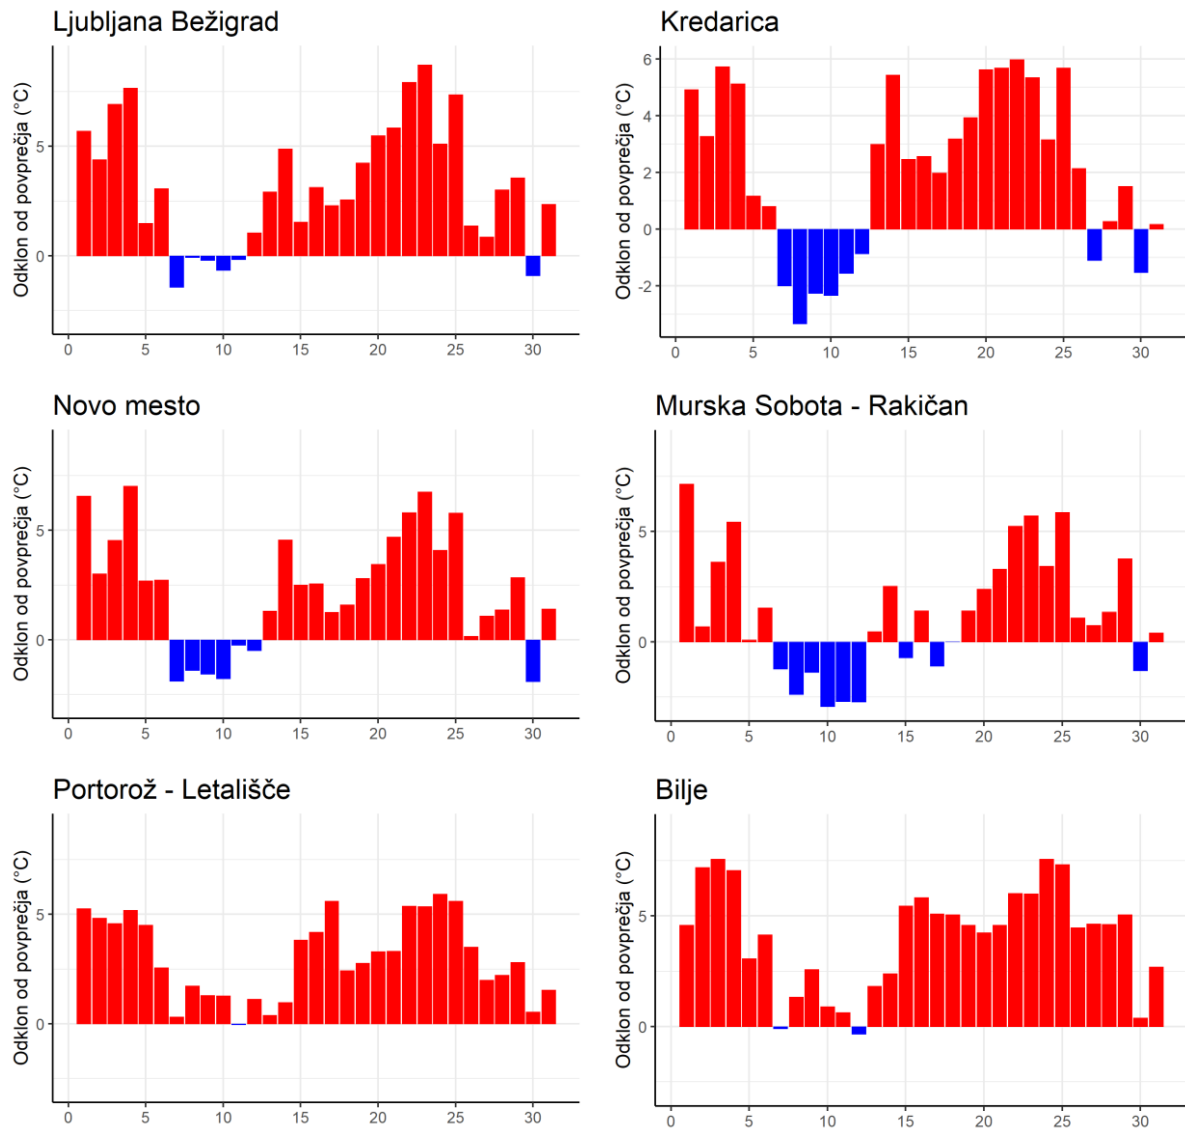 Ljubljana Bežigrad
Odklon od povprečja (°C)
5
0
0 5 10 15 20 25 30
Kredarica
Odklon od povprečja (°C)
6
4
2
0
-2
0 5 10 15 20 25 30
Novo mesto
Odklon od povprečja (°C)
5
0
0 5 10 15 20 25 30
Murska Sobota - Rakičan
Odklon od povprečja (°C)
5
0
0 5 10 15 20 25 30
Portorož - Letališče
Odklon od povprečja (°C)
5
0
0 5 10 15 20 25 30
Bilje
Odklon od povprečja (°C)
5
0
0 5 10 15 20 25 30